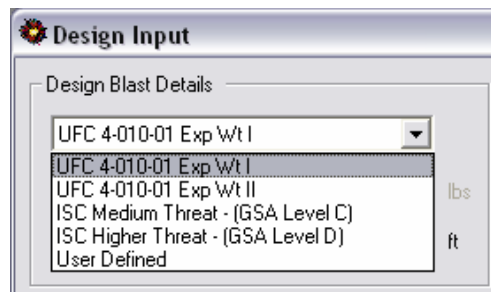 Design Input
Design Blast Details
UFC 4-010-01 Exp Wt I
UFC 4-010-01 Exp Wt I
UFC 4-010-01 Exp Wt II
lbs
ISC Medium Threat - (GSA Level C)
ISC Higher Threat - (GSA Level D)
ft
User Defined